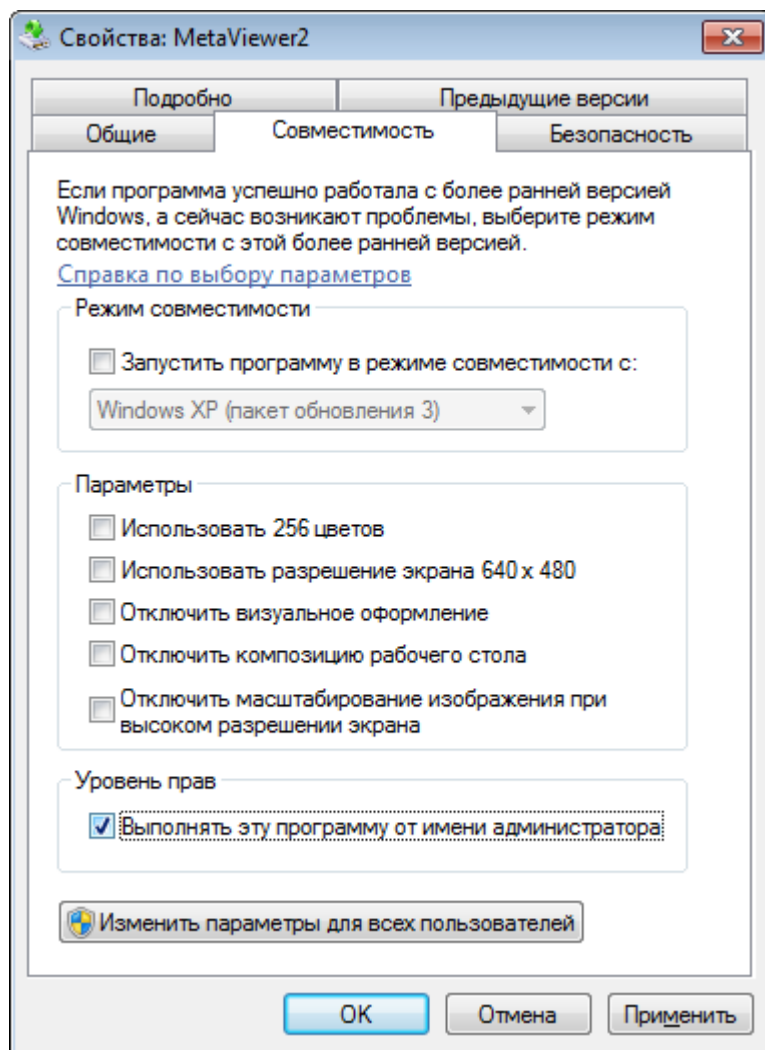 Свойства: MetaViewer2
Подробно
Предыдущие версии
Общие
Совместимость
Безопасность
Если программа успешно работала с более ранней версией
Windows, а сейчас возникают проблемы, выберите режим
совместимости с этой более ранней версией.
Справка по выбору параметров
Режим совместимости
Запустить программу в режиме совместимости с:
Windows XP (пакет обновления 3)
Параметры
Использовать 256 цветов
Использовать разрешение экрана 640 x 480
Отключить визуальное оформление
Отключить композицию рабочего стола
Отключить масштабирование изображения при
высоком разрешении экрана
Уровень прав
Выполнять эту программу от имени администратора
Изменить параметры для всех пользователей
ОК
Отмена
Применить